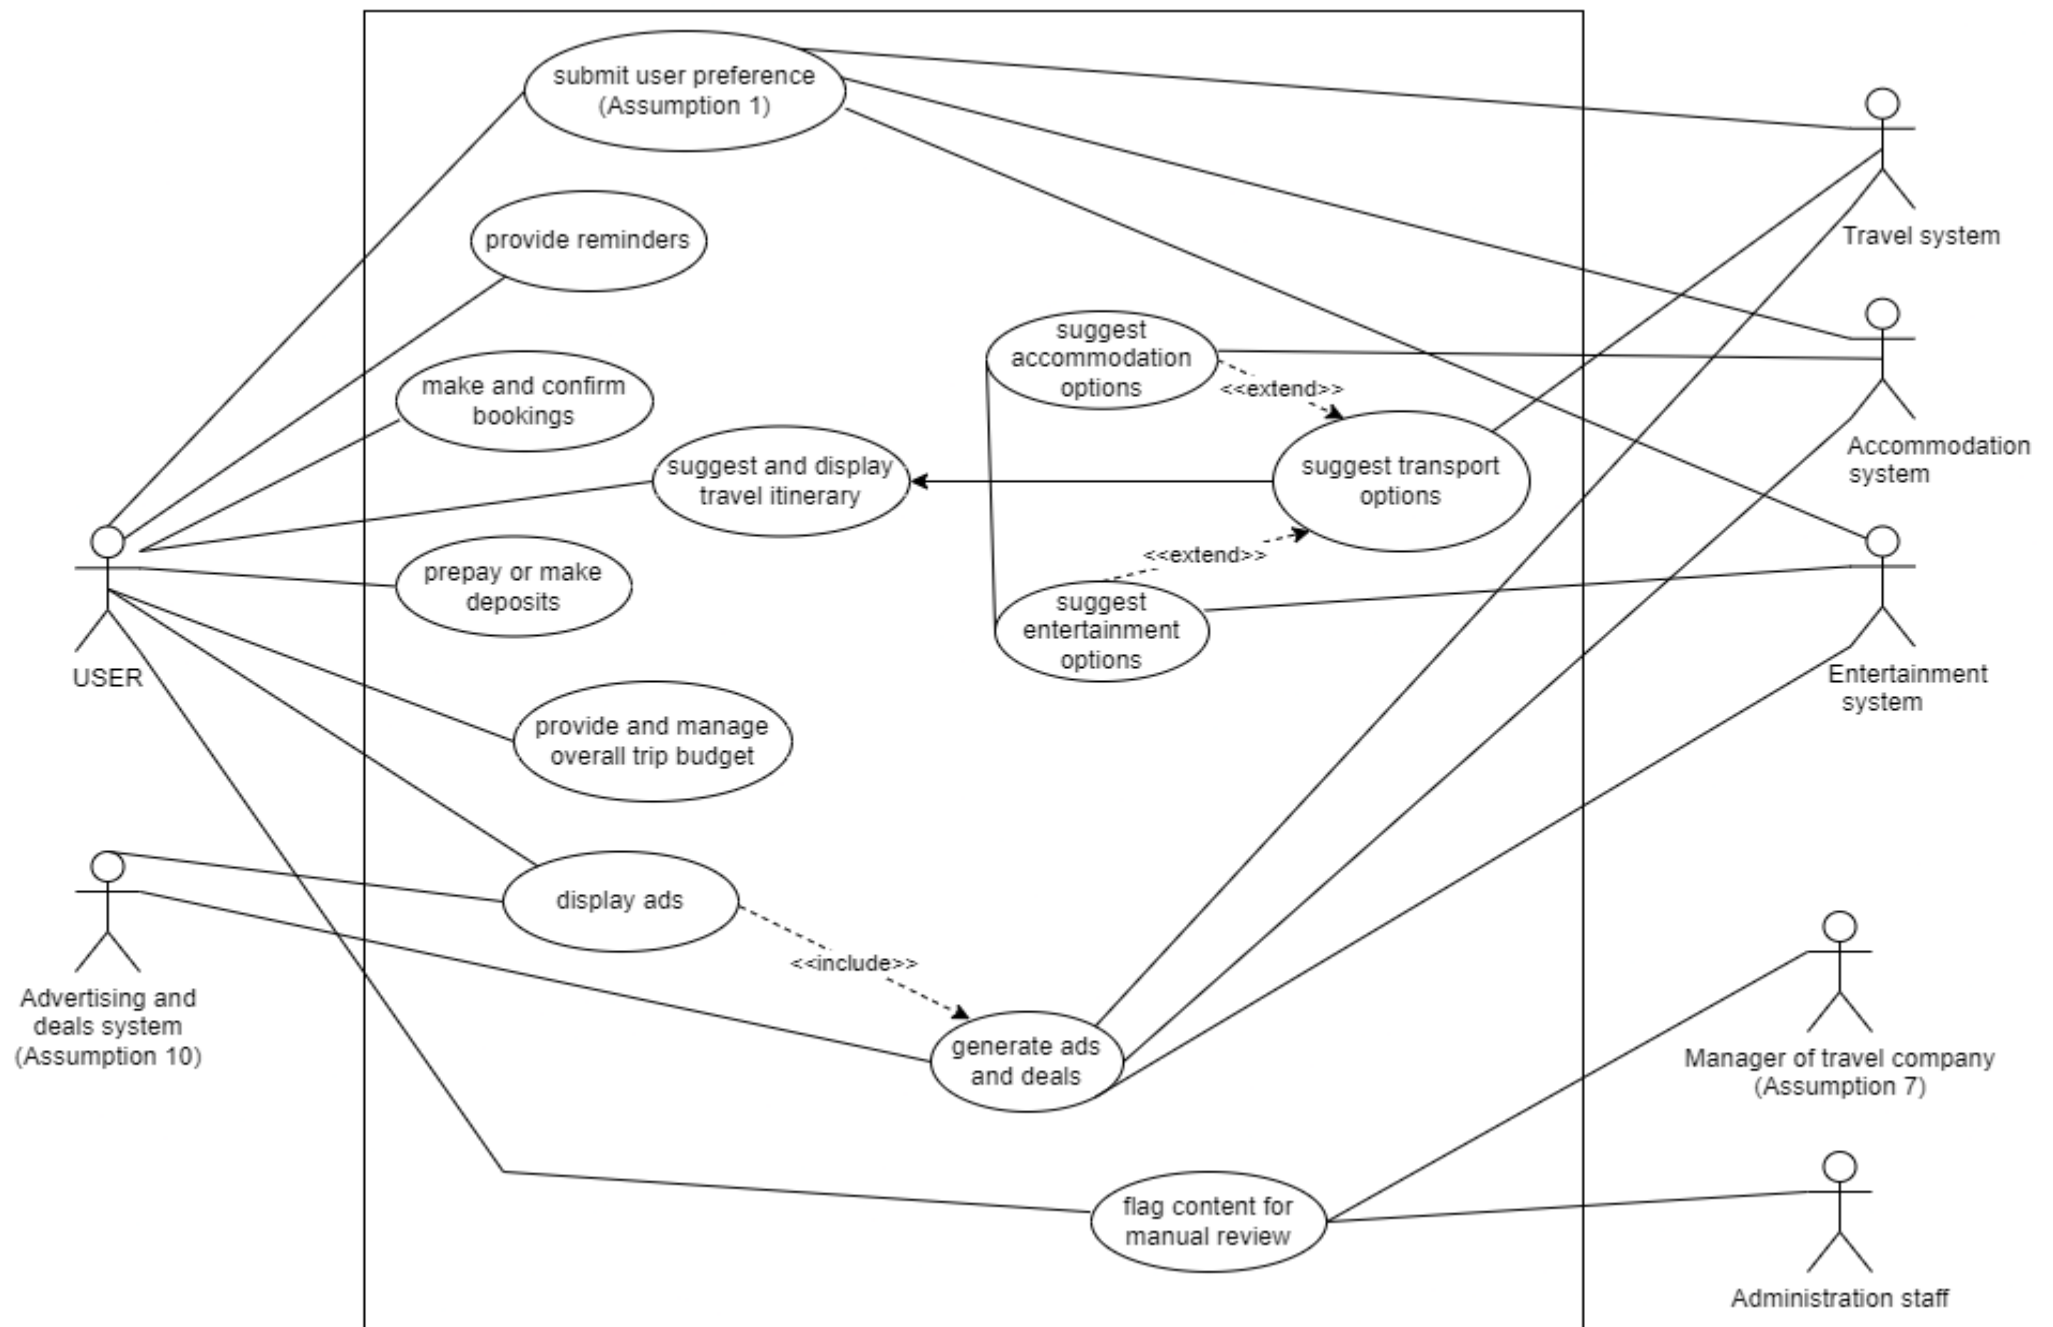 submit user preference
(Assumption 1)
provide reminders
make and confirm
bookings
suggest and display
travel itinerary
prepay or make
deposits
provide and manage
overall trip budget
display ads
<<include>>
generate ads
and deals
flag content for
manual review
suggest
accommodation
options
<<extend>>
suggest transport
options
<<extend>>
suggest
entertainment
options
USER
Advertising and
deals system
(Assumption 10)
Travel system
Accommodation
system
Entertainment
system
Manager of travel company
(Assumption 7)
Administration staff